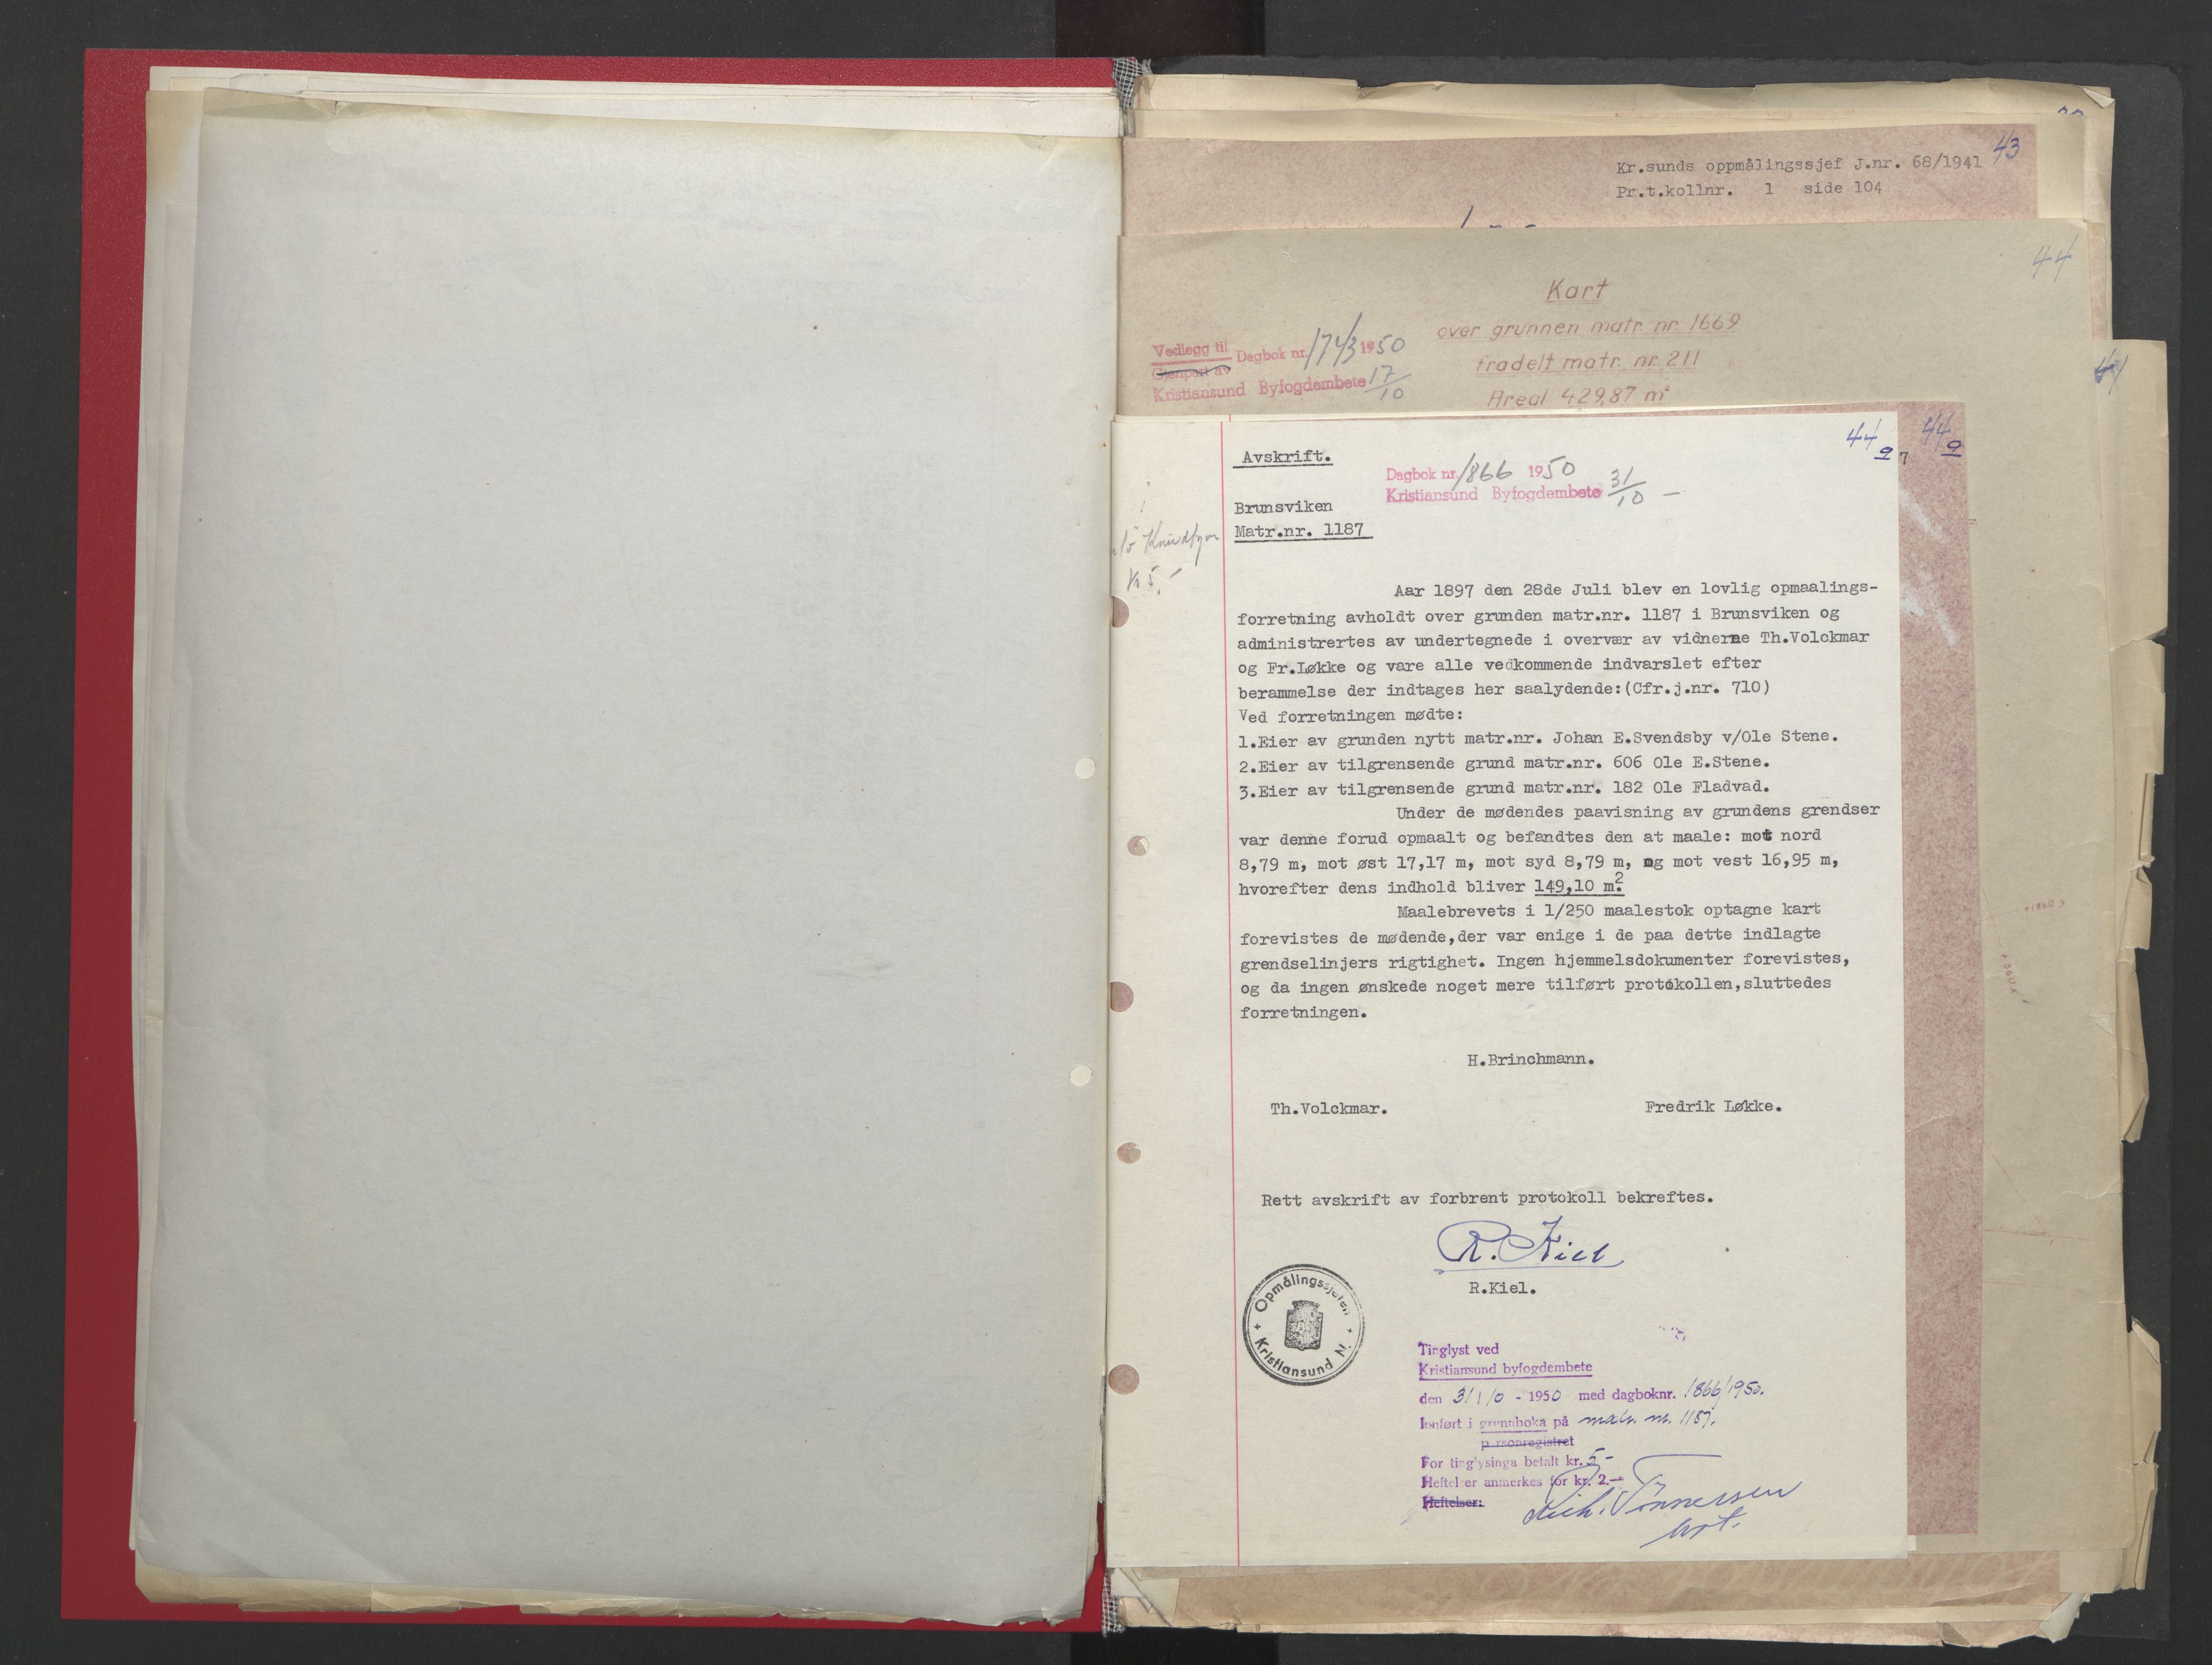 43
Kr.sunds oppmålingssjef J.nr. 68/1941
Pr.t.kollnr. 1 side 104
44
Kart
over grunnen matr. nr. 1669
fradelt matr. nr. 211
Areal 429,87 m²
Vedlegg til
Gjenpart av
Dagbok nr. 1743 1950
Kristiansund Byfogdembete 17/10
44 a
44 a
Avskrift.
Dagbok nr. 1866 1950
Kristiansund Byfogdembete 31/10 -
Brunsviken
Matr.nr. 1187
kr 5.-
Aar 1897 den 28de Juli blev en lovlig opmaalings-
forretning avholdt over grunden matr.nr. 1187 i Brunsviken og
administrertes av undertegnede i overvær av vidnerne Th.Volckmar
og Fr.Løkke og vare alle vedkommende indvarslet efter
berammelse der indtages her saalydende:(Cfr.j.nr. 710)
Ved forretningen mødte:
1.Eier av grunden nytt matr.nr. Johan E.Svendsby v/Ole Stene.
2.Eier av tilgrensende grund matr.nr. 606 Ole E.Stene.
3.Eier av tilgrensende grund matr.nr. 182 Ole Fladvad.
Under de mødendes paavisning av grundens grendser
var denne forud opmaalt og befandtes den at maale: mot nord
8,79 m, mot øst 17,17 m, mot syd 8,79 m, og mot vest 16,95 m,
hvorefter dens indhold bliver 149,10 m².
Maalebrevets i 1/250 maalestok optagne kart
forevistes de mødende,der var enige i de paa dette indlagte
grendselinjers rigtighet. Ingen hjemmelsdokumenter forevistes,
og da ingen ønskede noget mere tilført protokollen,sluttedes
forretningen.
H.Brinchmann.
Th.Volckmar. Fredrik Løkke.
Rett avskrift av forbrent protokoll bekreftes.
R. Kiel
R.Kiel.
Opmålingssjefen
Kristiansund N.
Tinglyst ved
Kristiansund byfogdembete
den 31/10 - 1950 med dagboknr. 1866/1950.
Innført i grunnboka på matr. nr. 1187.
personregistret
For tinglysinga betalt kr. 5-
Heftelser anmerkes for kr. 2.-
Heftelser:
Mich. Tønnersen